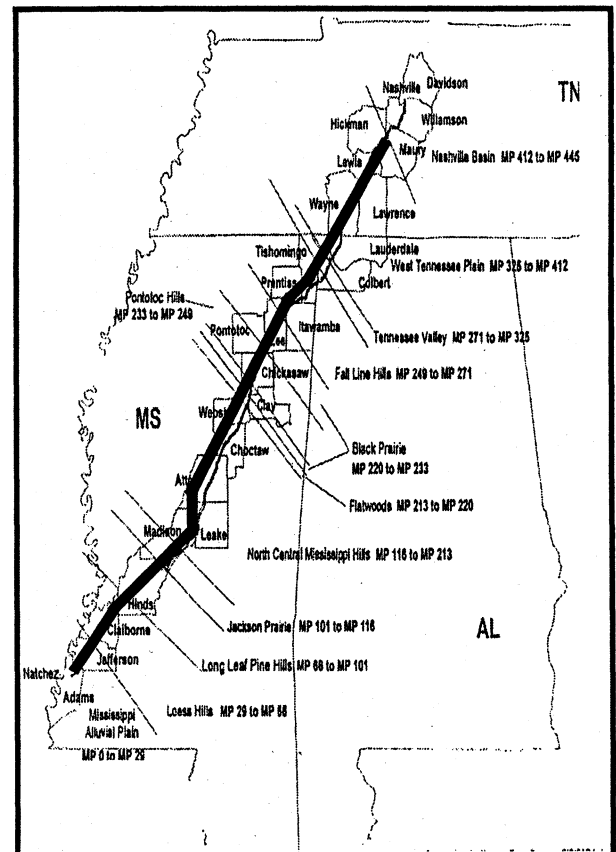 Nashville
Davidson
TN
Hickman
Williamson
Maury
Nashville Basin MP 412 to MP 445
Lewis
Wayne
Lawrence
Tishomingo
Lauderdale
West Tennessee Plain MP 325 to MP 412
Prentiss
Colbert
Pontotoc Hills
MP 233 to MP 249
Pontotoc
Lee
Itawamba
Tennessee Valley MP 271 to MP 325
Chickasaw
Fall Line Hills MP 249 to MP 271
MS
Webst
Clay
Choctaw
Black Prairie
MP 220 to MP 233
Atta
Flatwoods MP 213 to MP 220
Madison
Leake
North Central Mississippi Hills MP 116 to MP 213
Hinds
Jackson Prairie MP 101 to MP 116
AL
Claiborne
Jefferson
Long Leaf Pine Hills MP 68 to MP 101
Natchez
Adams
Loess Hills MP 29 to MP 68
Mississippi
Alluvial Plain
MP 0 to MP 29